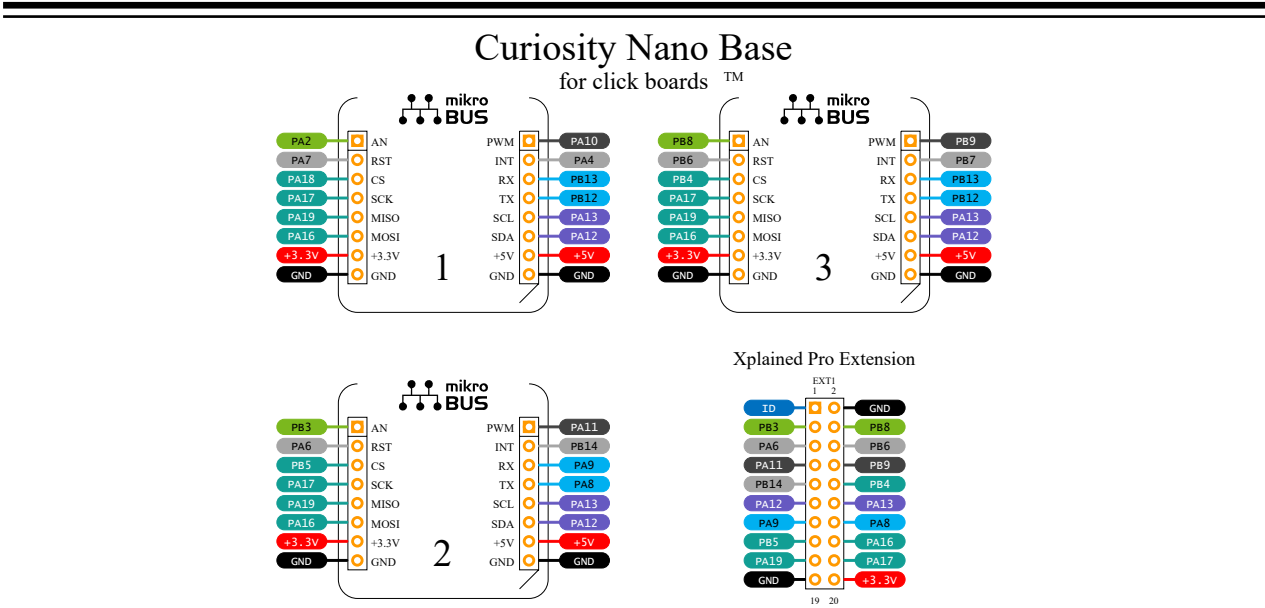 Curiosity Nano Base
for click boards ™
mikro
BUS
PA2 AN PWM PA10
PA7 RST INT PA4
PA18 CS RX PB13
PA17 SCK TX PB12
PA19 MISO SCL PA13
PA16 MOSI SDA PA12
+3.3V +3.3V +5V +5V
GND GND GND GND
1
mikro
BUS
PB8 AN PWM PB9
PB6 RST INT PB7
PB4 CS RX PB13
PA17 SCK TX PB12
PA19 MISO SCL PA13
PA16 MOSI SDA PA12
+3.3V +3.3V +5V +5V
GND GND GND GND
3
mikro
BUS
PB3 AN PWM PA11
PA6 RST INT PB14
PB5 CS RX PA9
PA17 SCK TX PA8
PA19 MISO SCL PA13
PA16 MOSI SDA PA12
+3.3V +3.3V +5V +5V
GND GND GND GND
2
Xplained Pro Extension
EXT1
1 2
ID GND
PB3 PB8
PA6 PB6
PA11 PB9
PB14 PB4
PA12 PA13
PA9 PA8
PB5 PA16
PA19 PA17
GND +3.3V
19 20